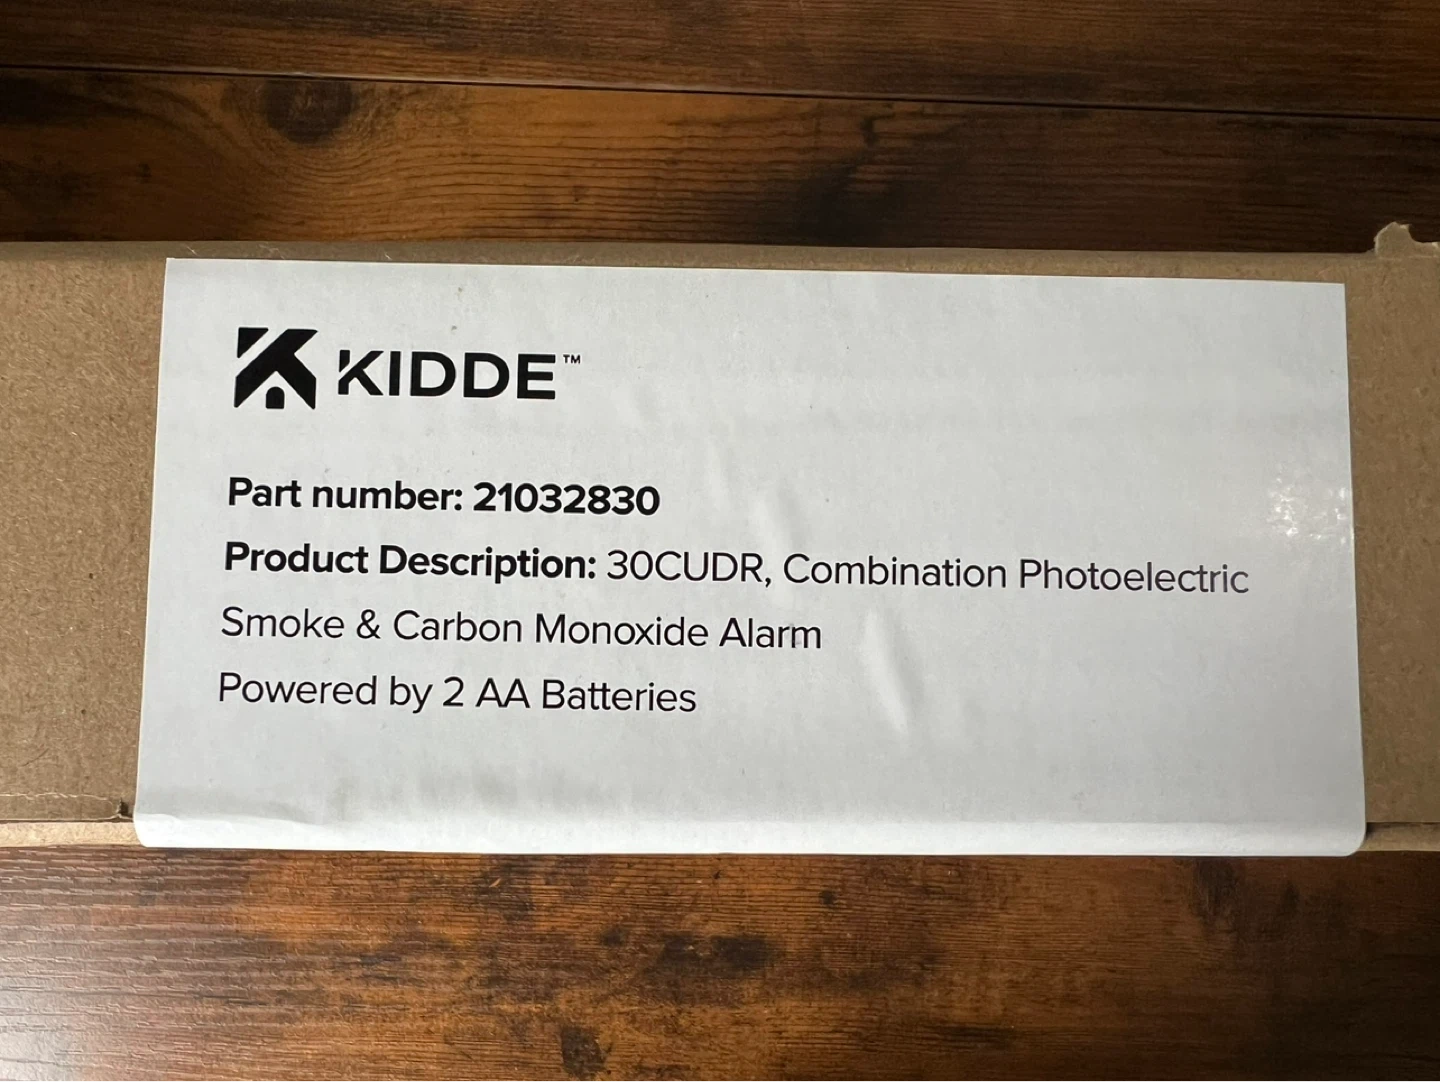 KIDDE™
Part number: 21032830
Product Description: 30CUDR, Combination Photoelectric
Smoke & Carbon Monoxide Alarm
Powered by 2 AA Batteries